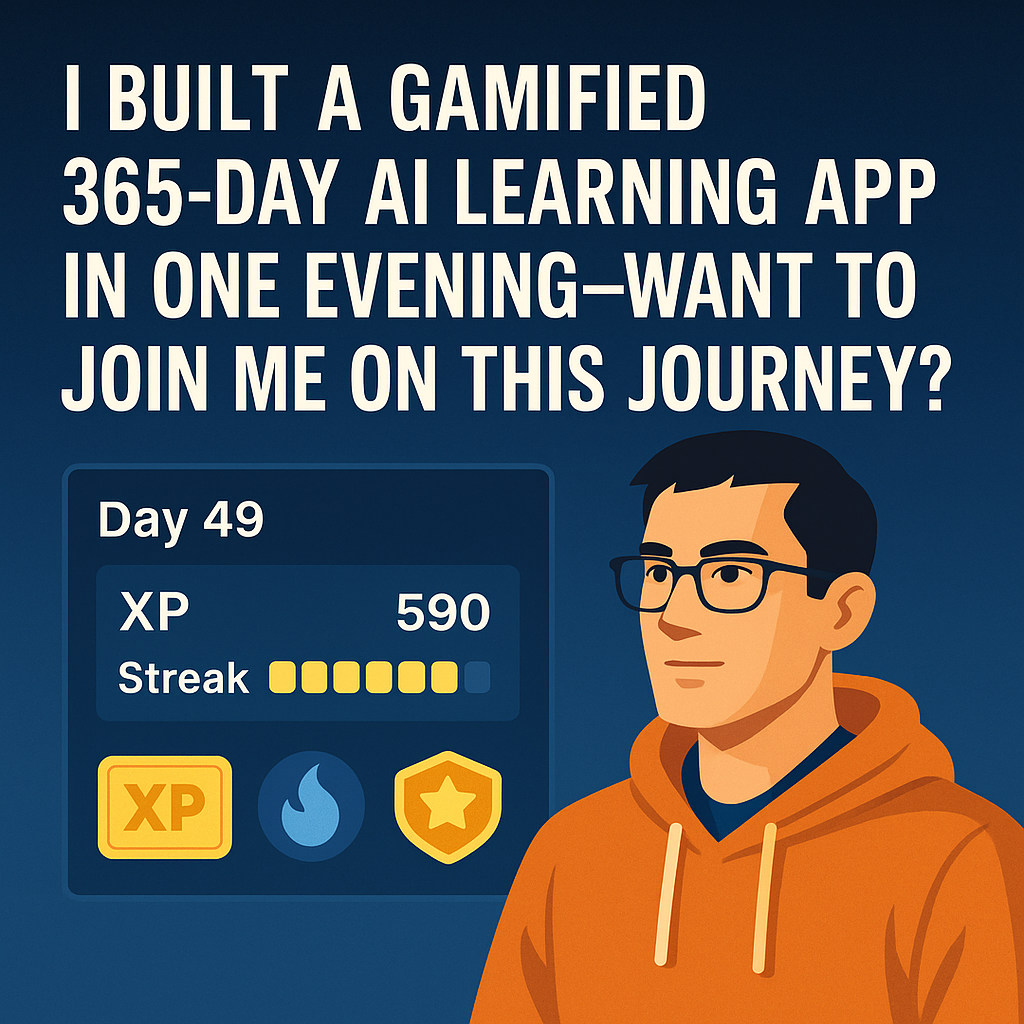 I BUILT A GAMIFIED
365-DAY AI LEARNING APP
IN ONE EVENING–WANT TO
JOIN ME ON THIS JOURNEY?
Day 49
XP 590
Streak
XP